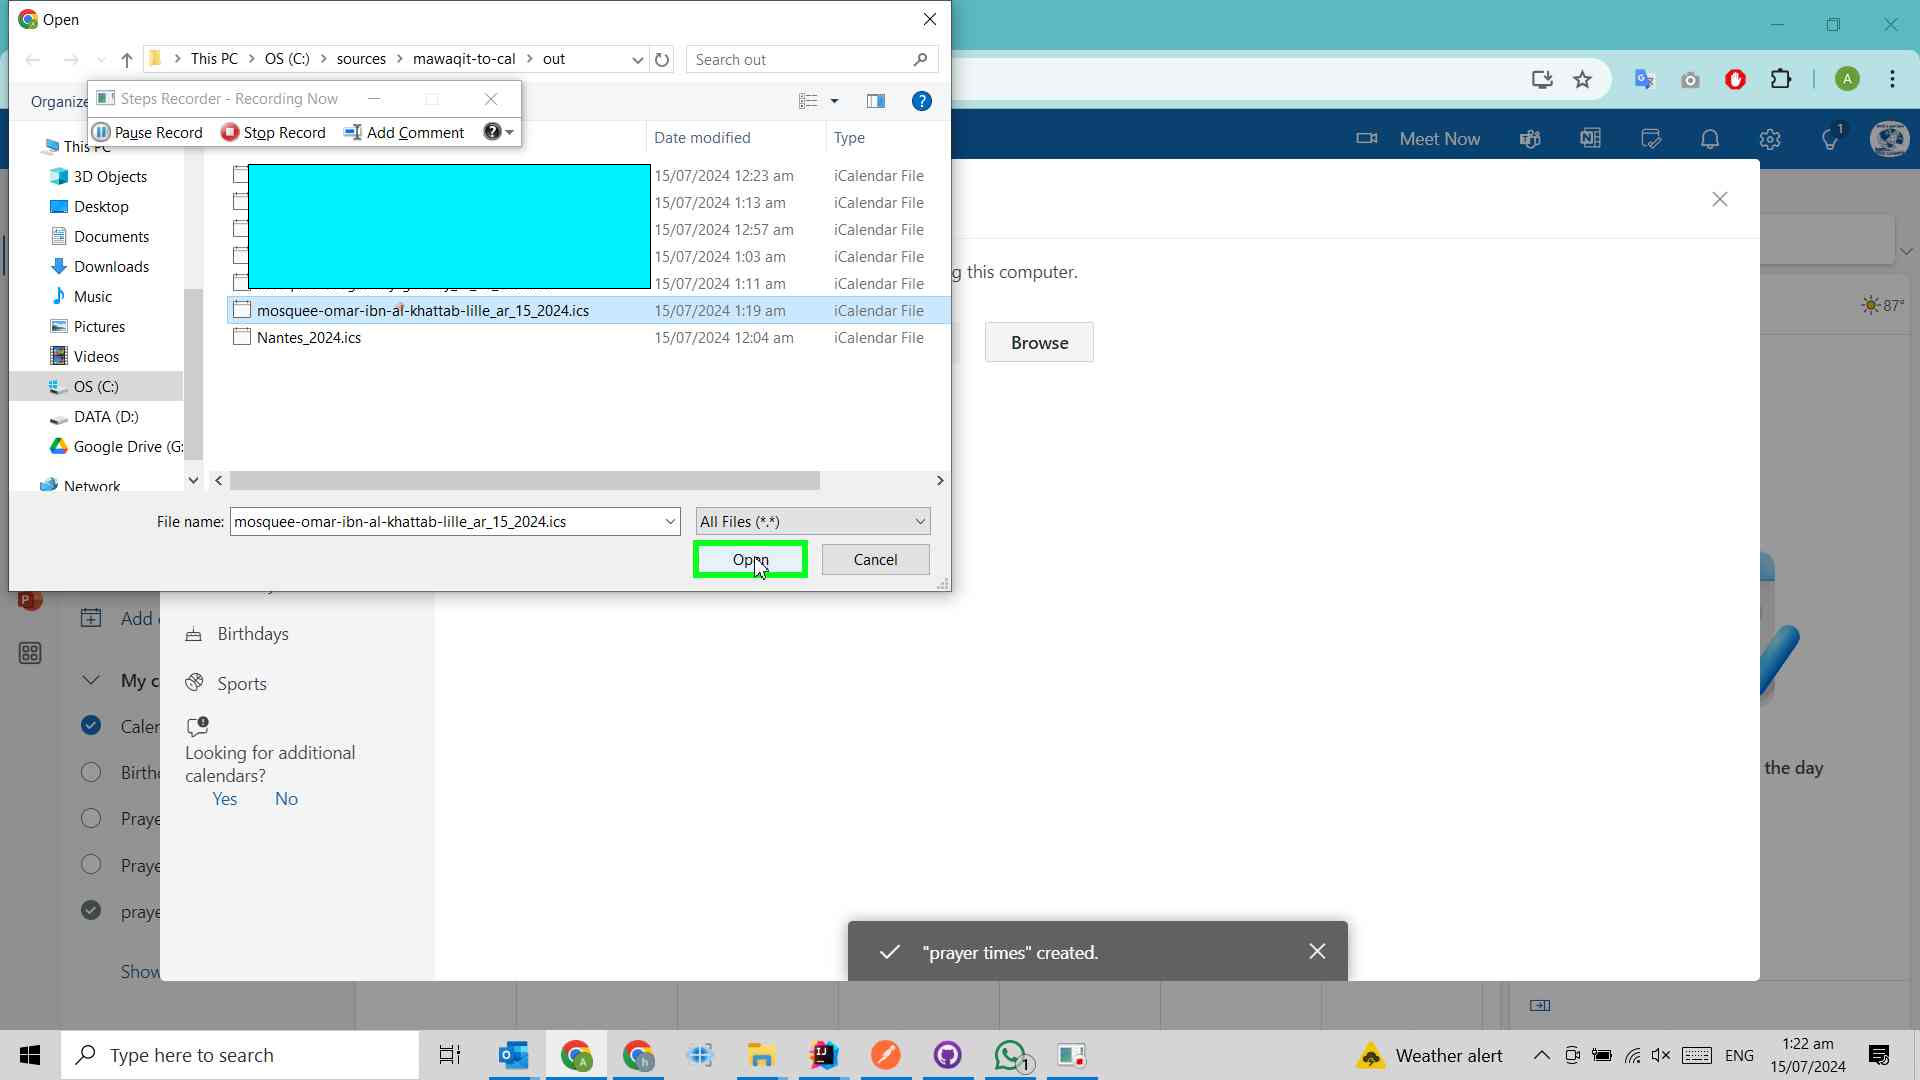 Open
This PC > OS (C:) > sources > mawaqit-to-cal > out
Search out
Organize
Steps Recorder - Recording Now
Pause Record
Stop Record
Add Comment
Date modified
Type
This PC
3D Objects
Desktop
Documents
Downloads
Music
Pictures
Videos
OS (C:)
DATA (D:)
Google Drive (G:
Network
15/07/2024 12:23 am iCalendar File
15/07/2024 1:13 am iCalendar File
15/07/2024 12:57 am iCalendar File
15/07/2024 1:03 am iCalendar File
15/07/2024 1:11 am iCalendar File
mosquee-omar-ibn-al-khattab-lille_ar_15_2024.ics 15/07/2024 1:19 am iCalendar File
Nantes_2024.ics 15/07/2024 12:04 am iCalendar File
File name: mosquee-omar-ibn-al-khattab-lille_ar_15_2024.ics
All Files (*.*)
Open
Cancel
A
Meet Now
1
g this computer.
Browse
87°
Add
Birthdays
Sports
Looking for additional
calendars?
Yes No
My c
Caler
Birth
Praye
Praye
praye
Show
the day
"prayer times" created.
Type here to search
A
h
1
Weather alert
ENG
1:22 am
15/07/2024